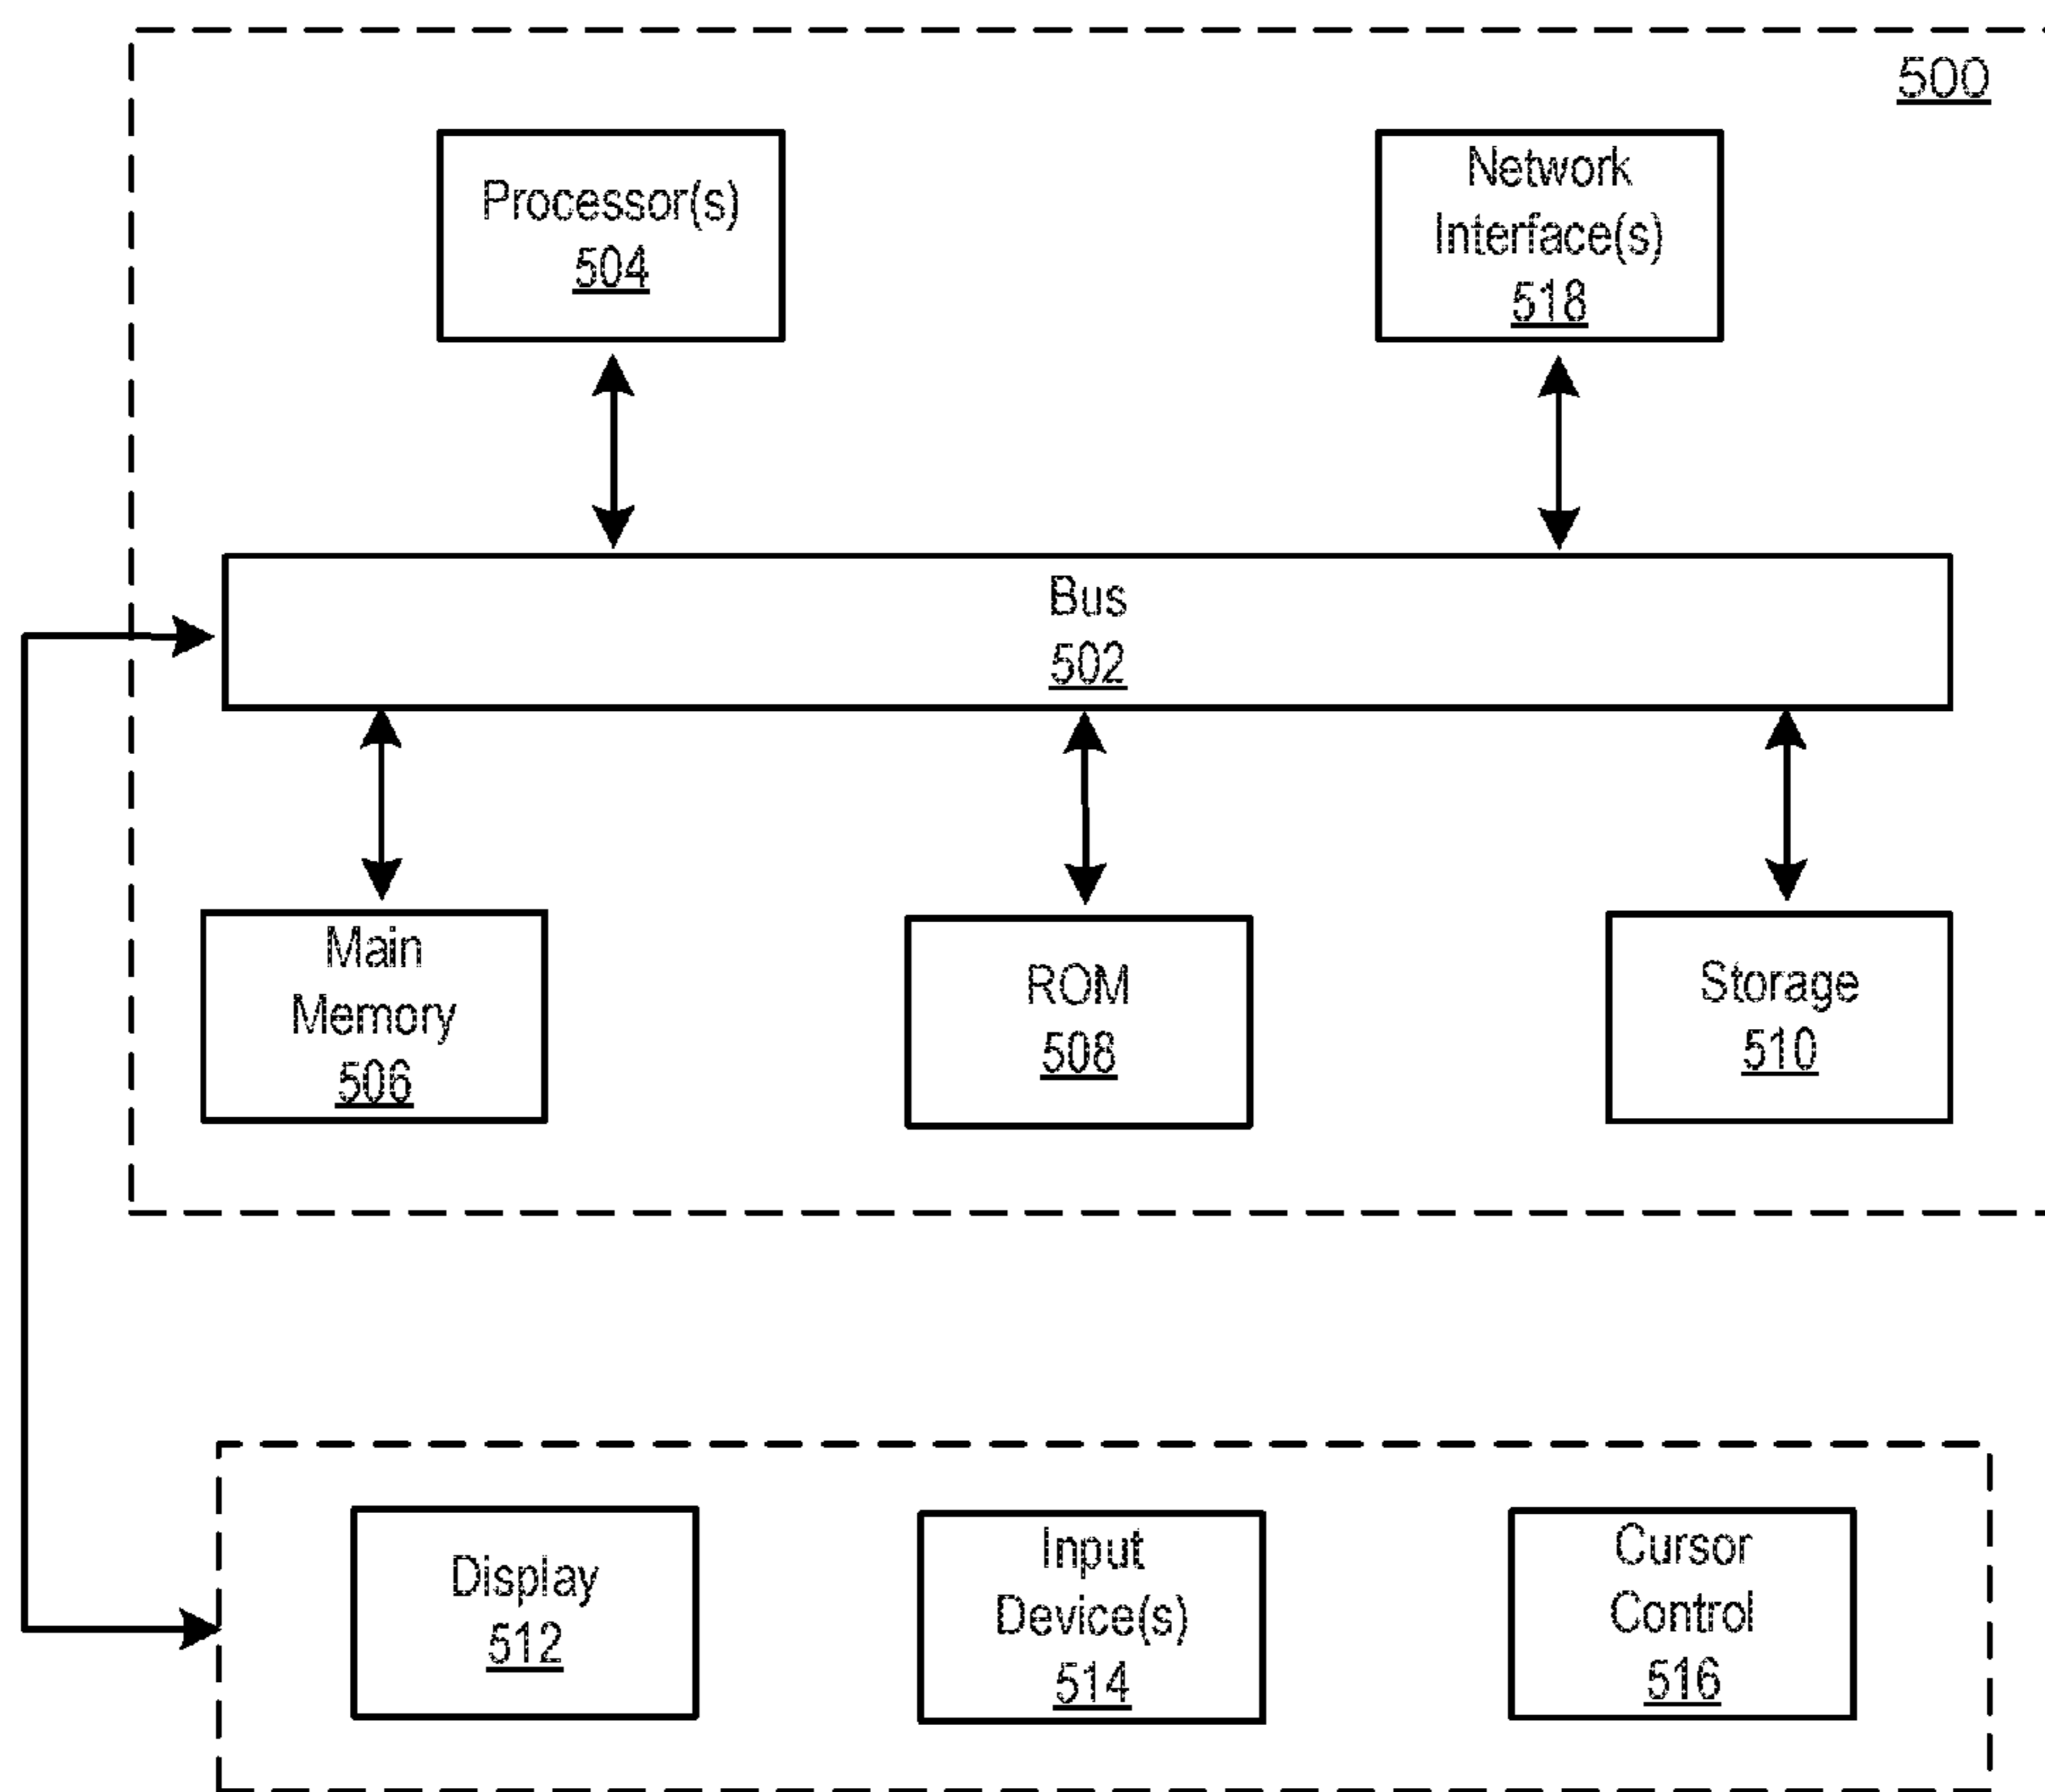 500
Processor(s)
504
Network
Interface(s)
518
Bus
502
Main
Memory
506
ROM
508
Storage
510
Display
512
Input
Device(s)
514
Cursor
Control
516